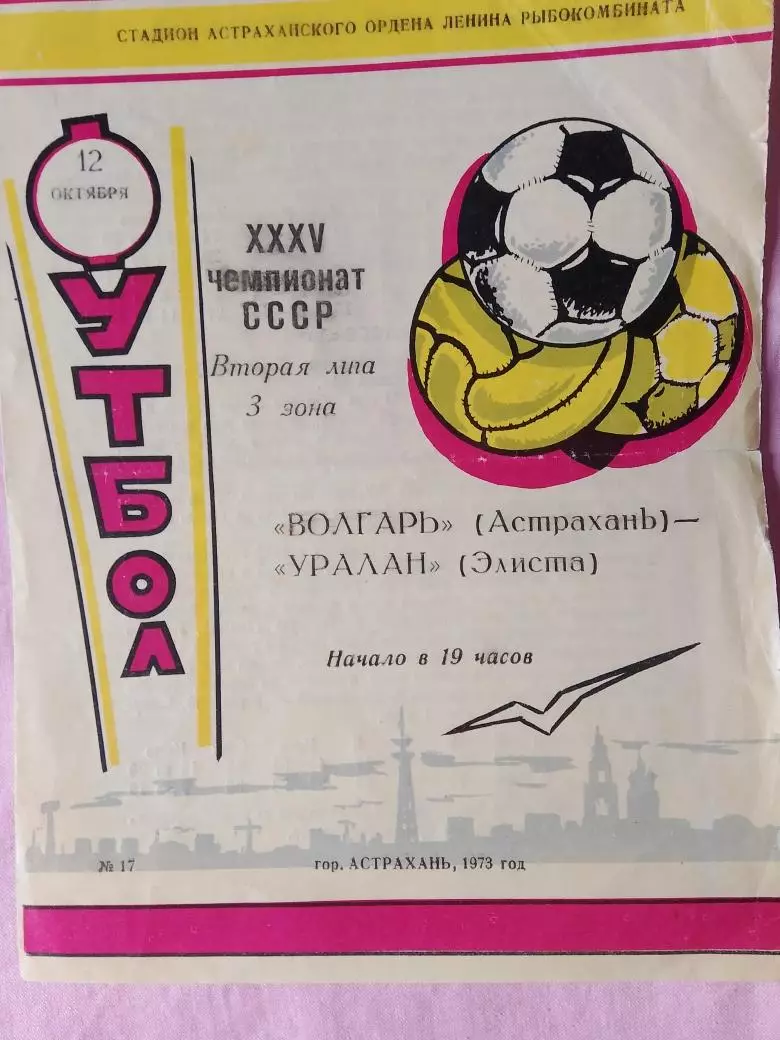 СТАДИОН АСТРАХАНСКОГО ОРДЕНА ЛЕНИНА РЫБОКОМБИНАТА
12
ОКТЯБРЯ
ФУТБОЛ
XXXV
чемпионат
СССР
Вторая лига
3 зона
«ВОЛГАРЬ» (Астрахань)—
«УРАЛАН» (Элиста)
Начало в 19 часов
№ 17
гор. АСТРАХАНЬ, 1973 год